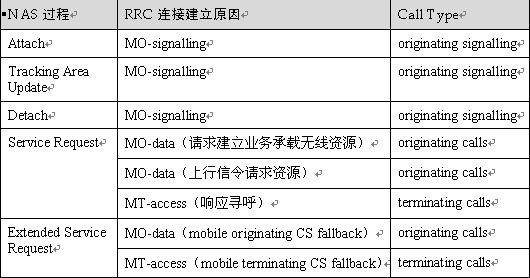 ▪NAS 过程 RRC 连接建立原因 Call Type
Attach MO-signalling originating signalling
Tracking Area Update MO-signalling originating signalling
Detach MO-signalling originating signalling
Service Request MO-data（请求建立业务承载无线资源） originating calls
MO-data（上行信令请求资源） originating calls
MT-access（响应寻呼） terminating calls
Extended Service Request MO-data（mobile originating CS fallback） originating calls
MT-access（mobile terminating CS fallback） terminating calls